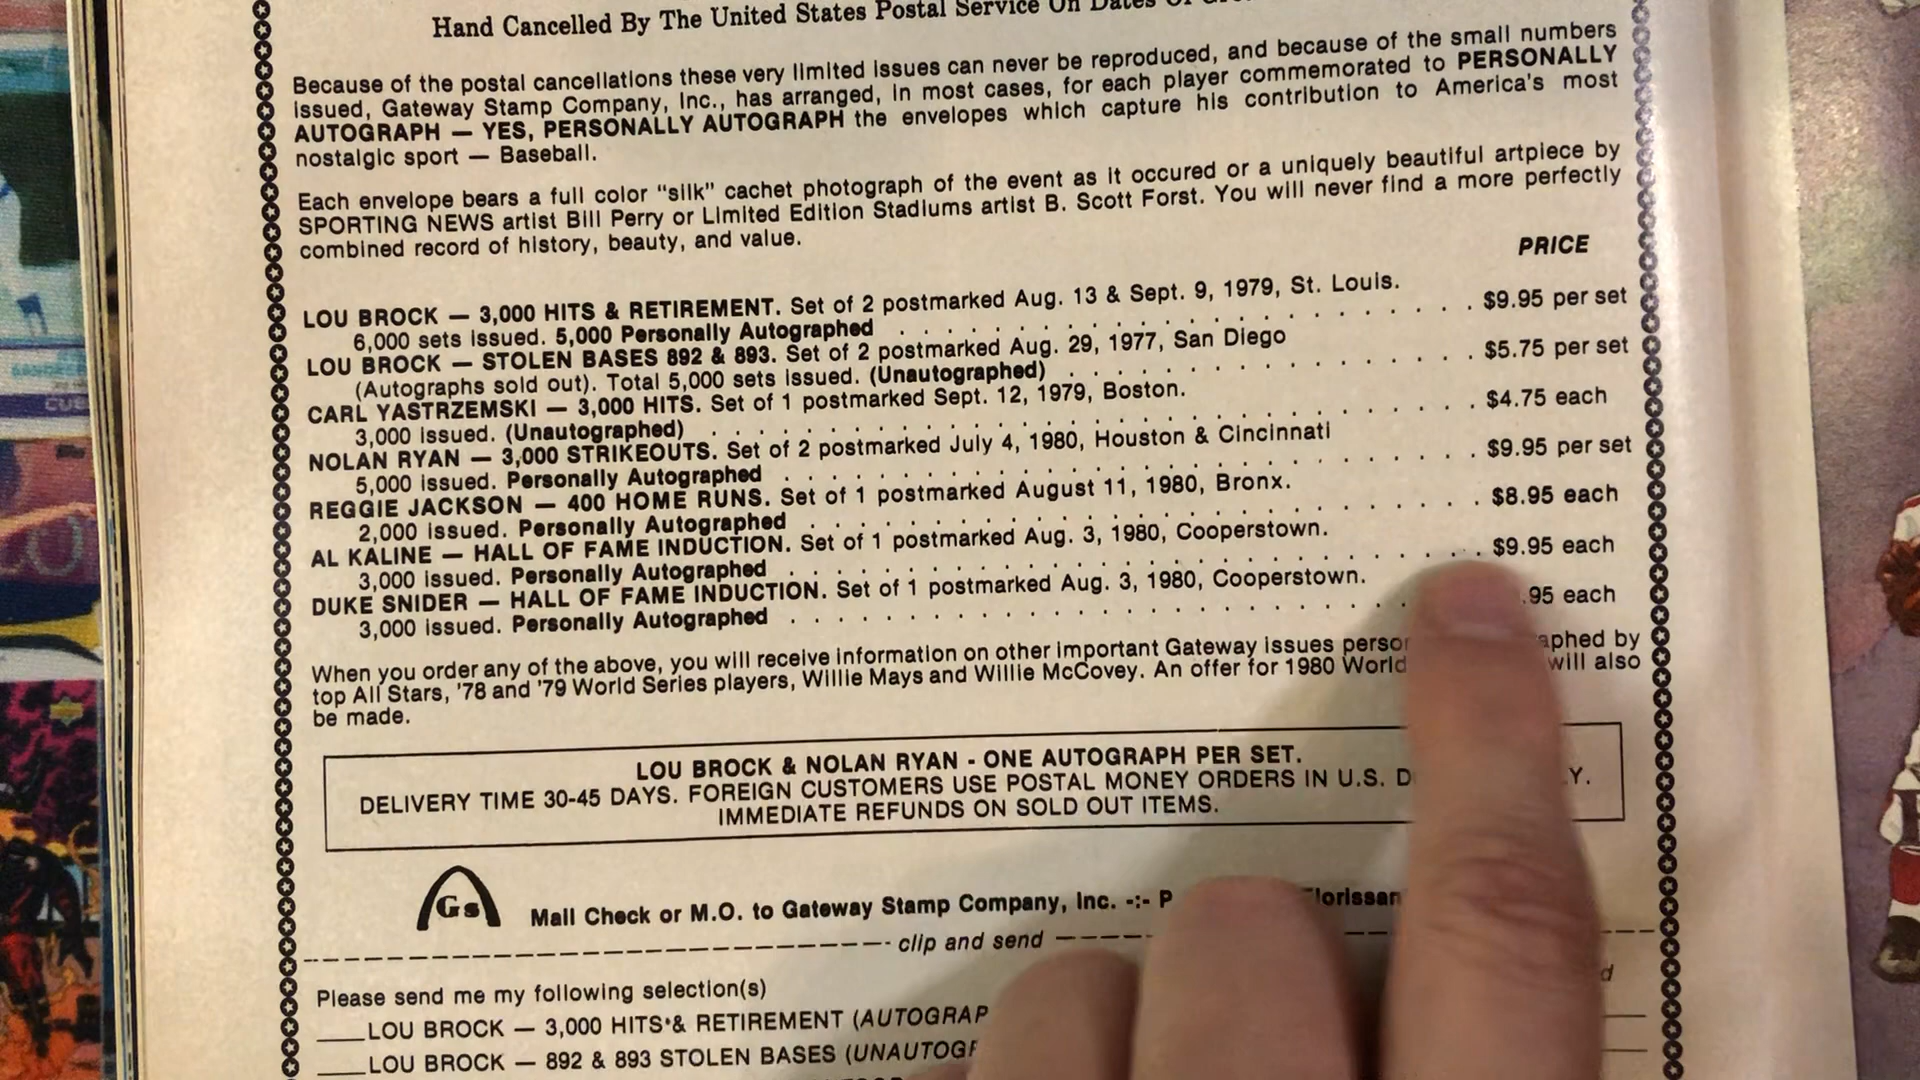 Hand Cancelled By The United States Postal Service On Dates Of
Because of the postal cancellations these very limited issues can never be reproduced, and because of the small numbers
issued, Gateway Stamp Company, Inc., has arranged, in most cases, for each player commemorated to PERSONALLY
AUTOGRAPH — YES, PERSONALLY AUTOGRAPH the envelopes which capture his contribution to America's most
nostalgic sport — Baseball.
Each envelope bears a full color "silk" cachet photograph of the event as it occured or a uniquely beautiful artpiece by
SPORTING NEWS artist Bill Perry or Limited Edition Stadiums artist B. Scott Forst. You will never find a more perfectly
combined record of history, beauty, and value.
PRICE
LOU BROCK — 3,000 HITS & RETIREMENT. Set of 2 postmarked Aug. 13 & Sept. 9, 1979, St. Louis.
6,000 sets issued. 5,000 Personally Autographed . . . . . . . . . . $9.95 per set
LOU BROCK — STOLEN BASES 892 & 893. Set of 2 postmarked Aug. 29, 1977, San Diego
(Autographs sold out). Total 5,000 sets issued. (Unautographed) . . . . . . . . . . $5.75 per set
CARL YASTRZEMSKI — 3,000 HITS. Set of 1 postmarked Sept. 12, 1979, Boston.
3,000 issued. (Unautographed) . . . . . . . . . . $4.75 each
NOLAN RYAN — 3,000 STRIKEOUTS. Set of 2 postmarked July 4, 1980, Houston & Cincinnati
5,000 issued. Personally Autographed . . . . . . . . . . $9.95 per set
REGGIE JACKSON — 400 HOME RUNS. Set of 1 postmarked August 11, 1980, Bronx.
2,000 issued. Personally Autographed . . . . . . . . . . $8.95 each
AL KALINE — HALL OF FAME INDUCTION. Set of 1 postmarked Aug. 3, 1980, Cooperstown.
3,000 issued. Personally Autographed . . . . . . . . . . $9.95 each
DUKE SNIDER — HALL OF FAME INDUCTION. Set of 1 postmarked Aug. 3, 1980, Cooperstown.
3,000 issued. Personally Autographed . . . . . . . . . . .95 each
When you order any of the above, you will receive information on other important Gateway issues perso aphed by
top All Stars, '78 and '79 World Series players, Willie Mays and Willie McCovey. An offer for 1980 World will also
be made.
LOU BROCK & NOLAN RYAN - ONE AUTOGRAPH PER SET.
DELIVERY TIME 30-45 DAYS. FOREIGN CUSTOMERS USE POSTAL MONEY ORDERS IN U.S. D Y.
IMMEDIATE REFUNDS ON SOLD OUT ITEMS.
Gs Mail Check or M.O. to Gateway Stamp Company, Inc. -:- P lorissan
clip and send
Please send me my following selection(s)
____LOU BROCK — 3,000 HITS & RETIREMENT (AUTOGRAP
____LOU BROCK — 892 & 893 STOLEN BASES (UNAUTOG